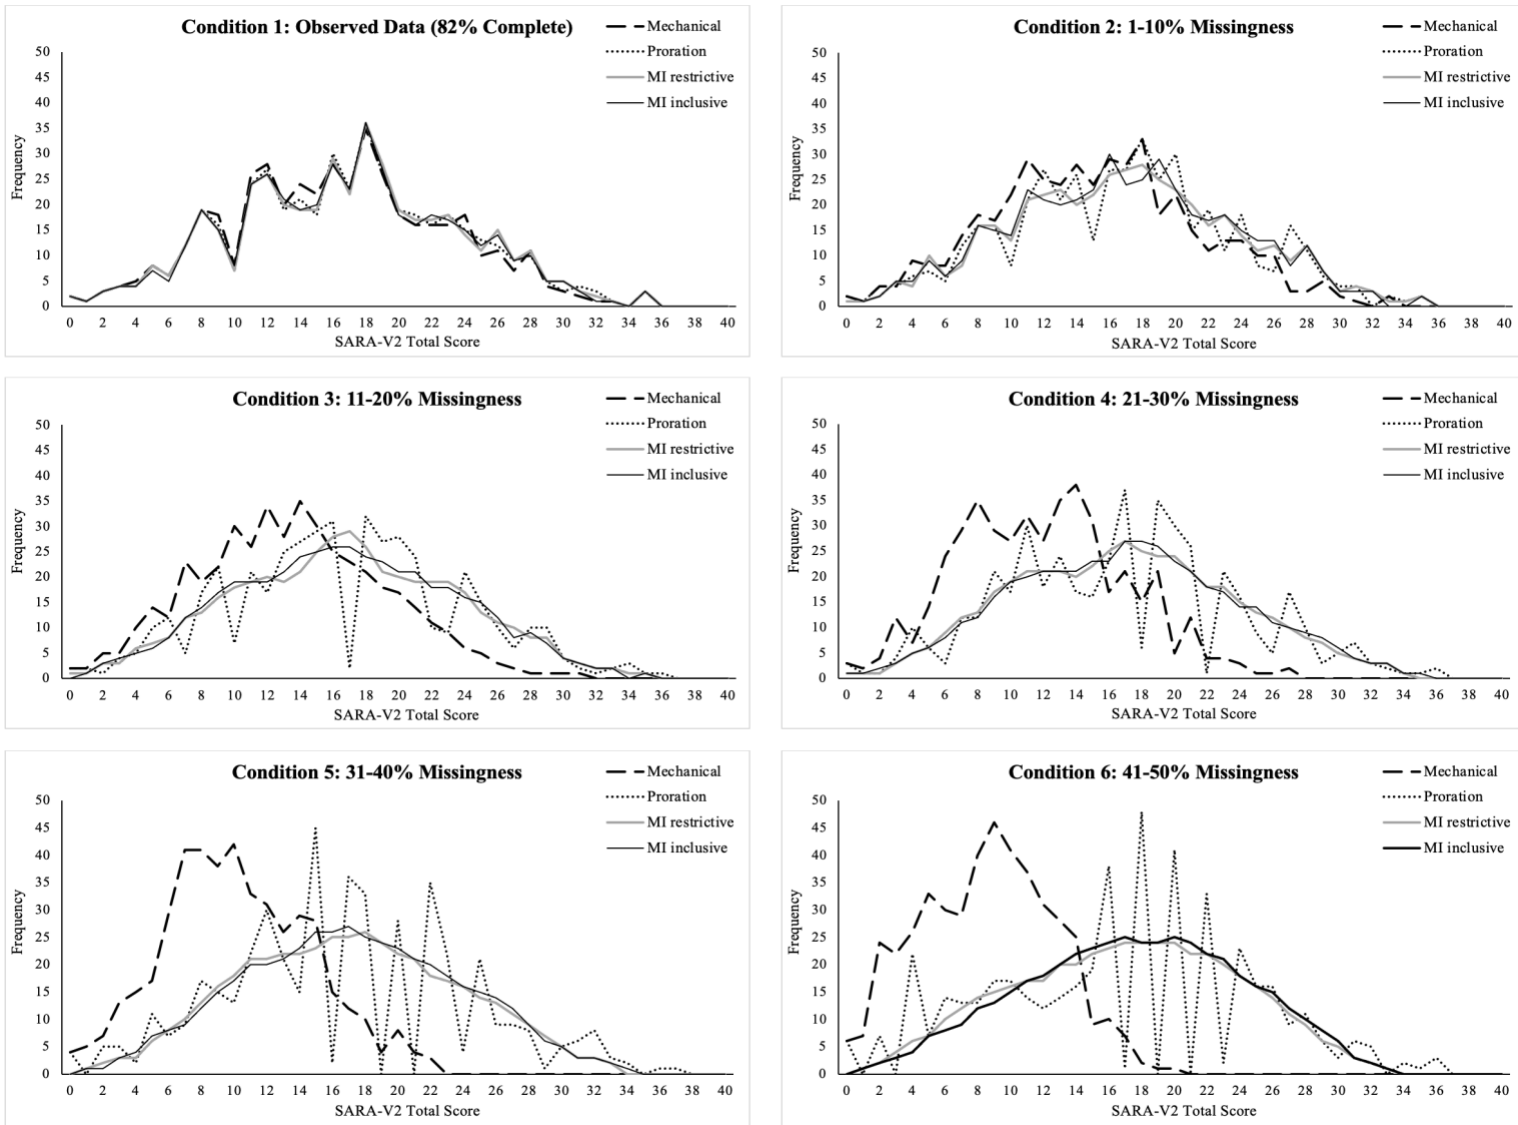 Condition 1: Observed Data (82% Complete)
Mechanical
Proration
MI restrictive
MI inclusive
Frequency
50
45
40
35
30
25
20
15
10
5
0
0 2 4 6 8 10 12 14 16 18 20 22 24 26 28 30 32 34 36 38 40
SARA-V2 Total Score
Condition 2: 1-10% Missingness
Mechanical
Proration
MI restrictive
MI inclusive
Frequency
50
45
40
35
30
25
20
15
10
5
0
0 2 4 6 8 10 12 14 16 18 20 22 24 26 28 30 32 34 36 38 40
SARA-V2 Total Score
Condition 3: 11-20% Missingness
Mechanical
Proration
MI restrictive
MI inclusive
Frequency
50
45
40
35
30
25
20
15
10
5
0
0 2 4 6 8 10 12 14 16 18 20 22 24 26 28 30 32 34 36 38 40
SARA-V2 Total Score
Condition 4: 21-30% Missingness
Mechanical
Proration
MI restrictive
MI inclusive
Frequency
50
45
40
35
30
25
20
15
10
5
0
0 2 4 6 8 10 12 14 16 18 20 22 24 26 28 30 32 34 36 38 40
SARA-V2 Total Score
Condition 5: 31-40% Missingness
Mechanical
Proration
MI restrictive
MI inclusive
Frequency
50
45
40
35
30
25
20
15
10
5
0
0 2 4 6 8 10 12 14 16 18 20 22 24 26 28 30 32 34 36 38 40
SARA-V2 Total Score
Condition 6: 41-50% Missingness
Mechanical
Proration
MI restrictive
MI inclusive
Frequency
50
45
40
35
30
25
20
15
10
5
0
0 2 4 6 8 10 12 14 16 18 20 22 24 26 28 30 32 34 36 38 40
SARA-V2 Total Score